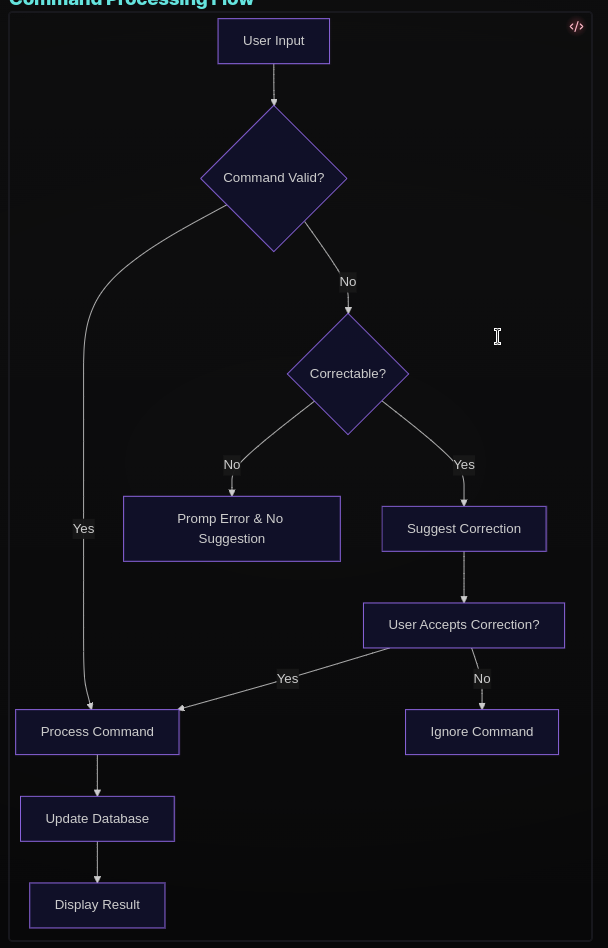 Command Processing Flow
</>
User Input
Command Valid?
No
Correctable?
No
Yes
Promp Error & No
Suggestion
Suggest Correction
Yes
User Accepts Correction?
Yes
No
Process Command
Ignore Command
Update Database
Display Result